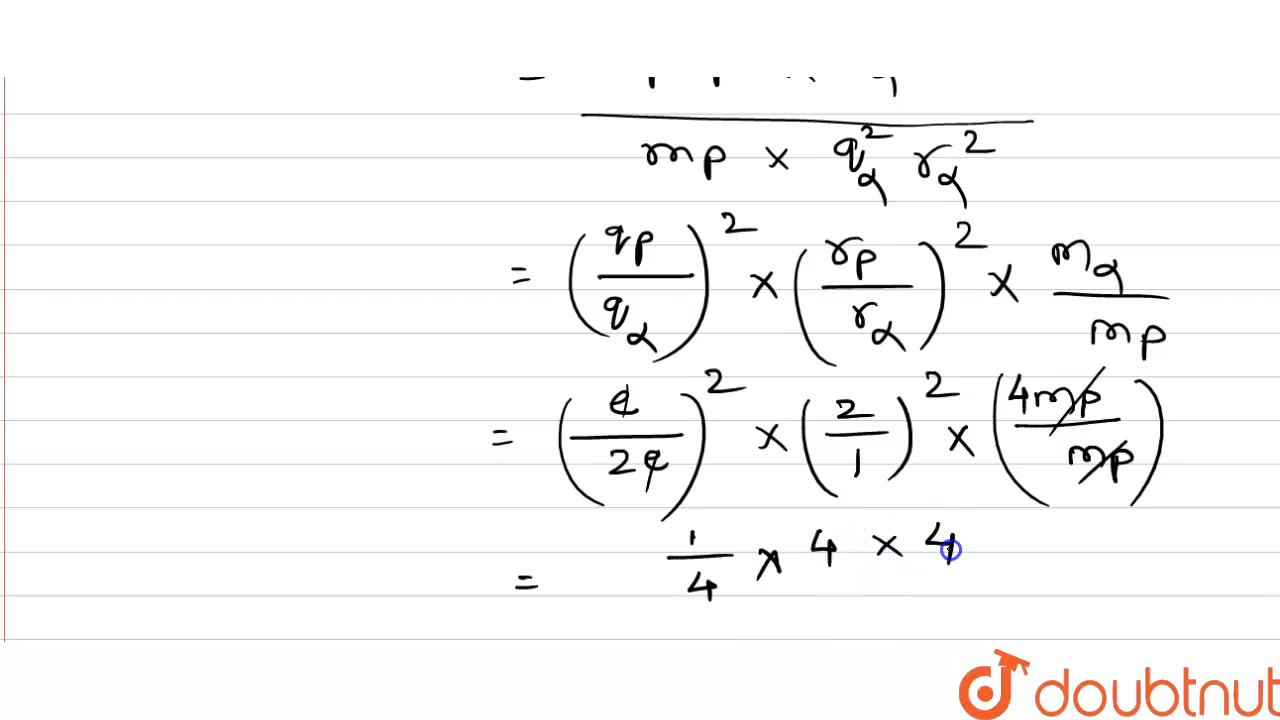 mp × qα² rα²
= (qp/qα)² × (rp/rα)² × mα/mp
= (e/2e)² × (2/1)² × (4mp/mp)
= 1/4 × 4 × 4
doubtnut